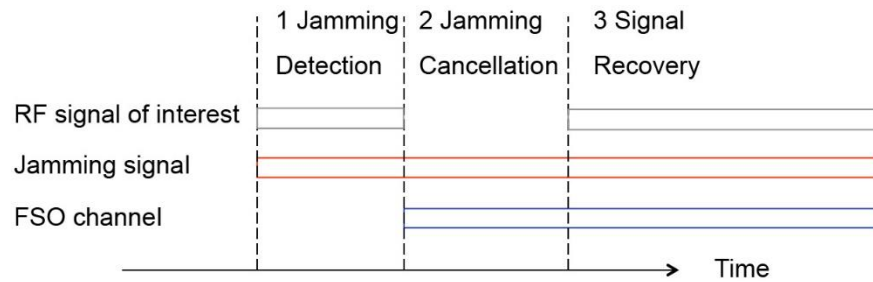 1 Jamming
Detection
2 Jamming
Cancellation
3 Signal
Recovery
RF signal of interest
Jamming signal
FSO channel
Time